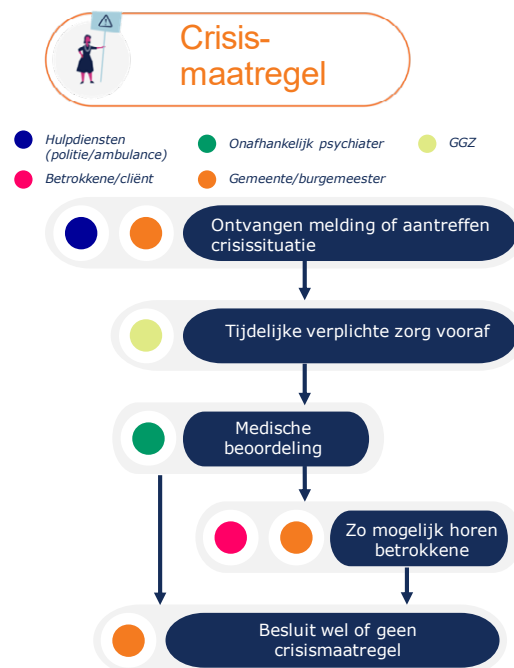 Crisis-
maatregel
Hulpdiensten
(politie/ambulance)
Onafhankelijk psychiater
GGZ
Betrokkene/cliënt
Gemeente/burgemeester
Ontvangen melding of aantreffen
crisissituatie
Tijdelijke verplichte zorg vooraf
Medische
beoordeling
Zo mogelijk horen
betrokkene
Besluit wel of geen
crisismaatregel